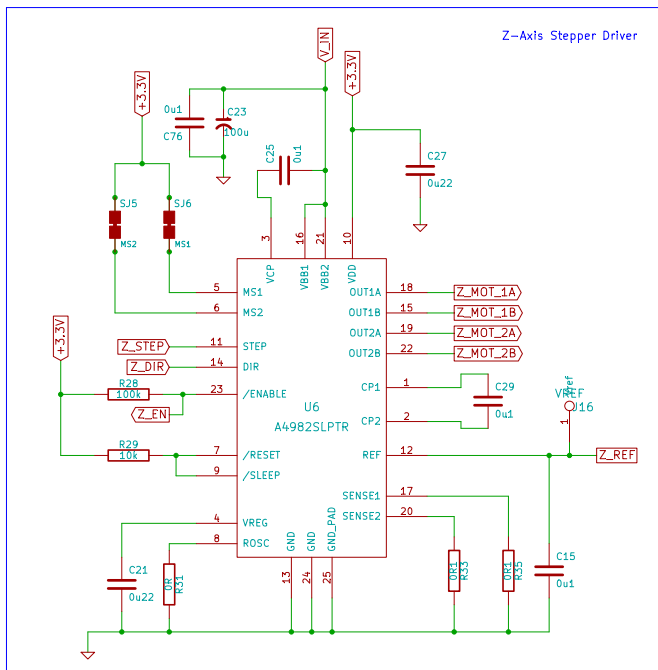 Z-Axis Stepper Driver
V_IN
+3.3V
+3.3V
0u1
C76
C23
100u
C25
0u1
C27
0u22
SJ5
MS2
SJ6
MS1
3
16
21
10
VCP
VBB1
VBB2
VDD
5
MS1
OUT1A
18
Z_MOT_1A
6
MS2
OUT1B
15
Z_MOT_1B
+3.3V
Z_STEP
11
STEP
OUT2A
19
Z_MOT_2A
Z_DIR
14
DIR
OUT2B
22
Z_MOT_2B
R28
100k
23
/ENABLE
CP1
1
C29
0u1
Z_EN
U6
A4982SLPTR
CP2
2
VREF
Vref
J16
1
R29
10k
7
/RESET
REF
12
Z_REF
9
/SLEEP
SENSE1
17
SENSE2
20
4
VREG
8
ROSC
GND
GND
GND_PAD
13
24
25
C21
0u22
0R
R31
0R1
R33
0R1
R35
C15
0u1